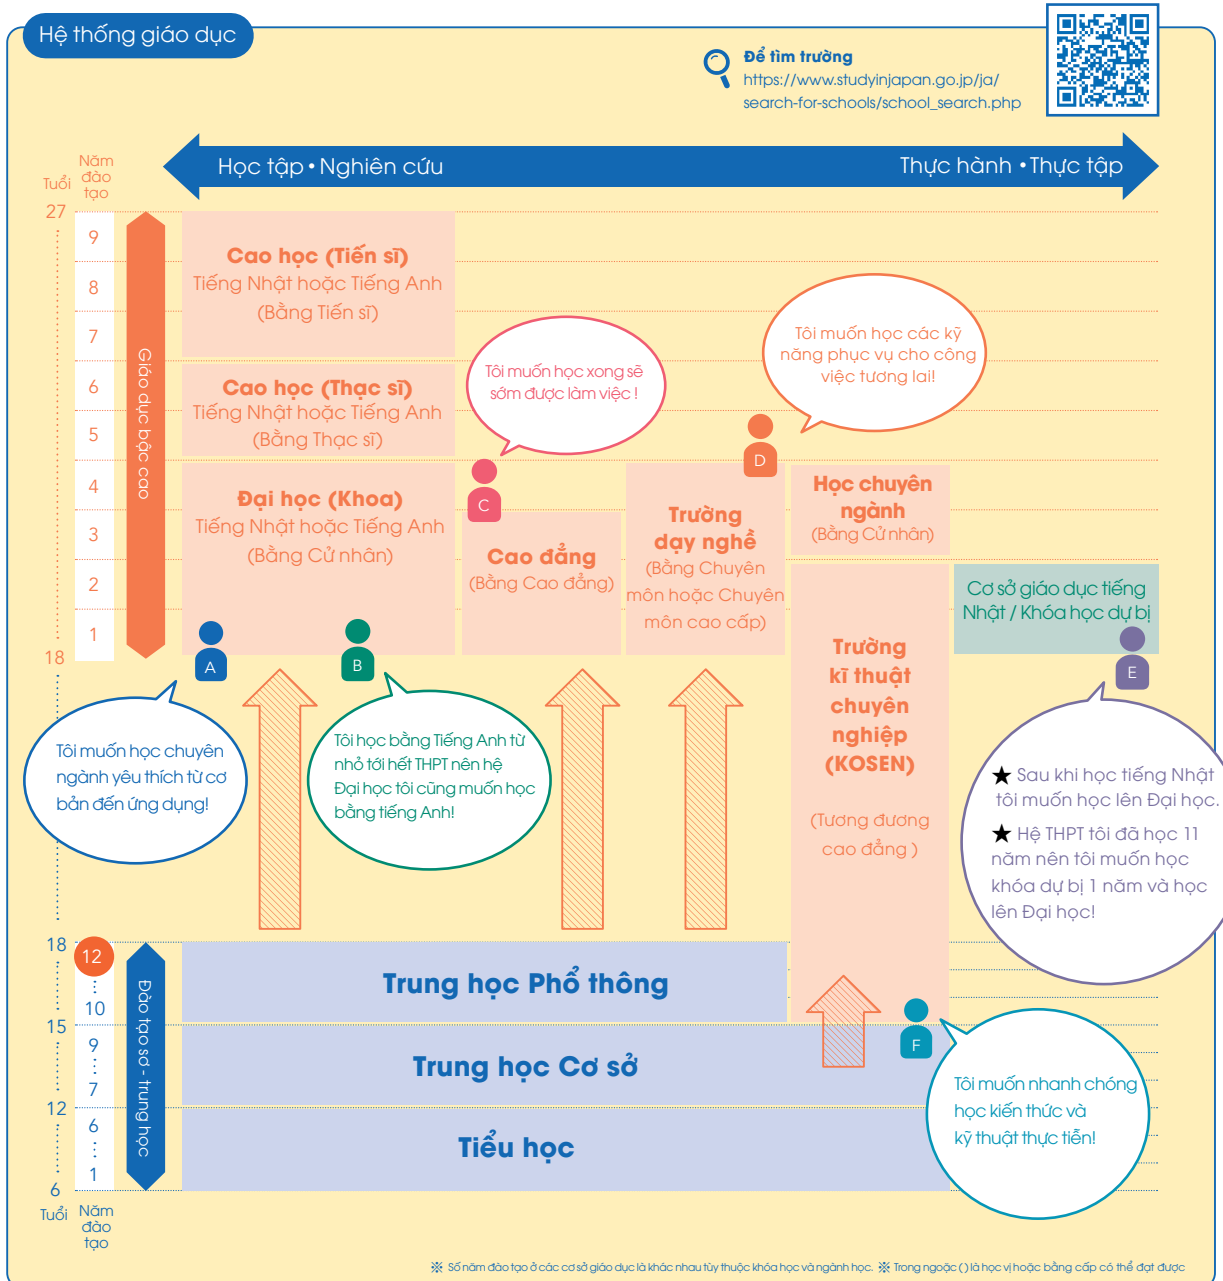 Hệ thống giáo dục
Để tìm trường
https://www.studyinjapan.go.jp/ja/
search-for-schools/school_search.php
Học tập • Nghiên cứu
Thực hành • Thực tập
Tuổi
Năm
đào
tạo
27
9
8
7
6
5
4
3
2
1
18
Giáo dục bậc cao
Cao học (Tiến sĩ)
Tiếng Nhật hoặc Tiếng Anh
(Bằng Tiến sĩ)
Cao học (Thạc sĩ)
Tiếng Nhật hoặc Tiếng Anh
(Bằng Thạc sĩ)
Đại học (Khoa)
Tiếng Nhật hoặc Tiếng Anh
(Bằng Cử nhân)
Tôi muốn học xong sẽ
sớm được làm việc !
C
Cao đẳng
(Bằng Cao đẳng)
Tôi muốn học các kỹ
năng phục vụ cho công
việc tương lai!
D
Trường
dạy nghề
(Bằng Chuyên
môn hoặc Chuyên
môn cao cấp)
Học chuyên
ngành
(Bằng Cử nhân)
Cơ sở giáo dục tiếng
Nhật / Khóa học dự bị
Trường
kĩ thuật
chuyên
nghiệp
(KOSEN)
(Tương đương
cao đẳng )
A
Tôi muốn học chuyên
ngành yêu thích từ cơ
bản đến ứng dụng!
B
Tôi học bằng Tiếng Anh từ
nhỏ tới hết THPT nên hệ
Đại học tôi cũng muốn học
bằng tiếng Anh!
E
★ Sau khi học tiếng Nhật
tôi muốn học lên Đại học.
★ Hệ THPT tôi đã học 11
năm nên tôi muốn học
khóa dự bị 1 năm và học
lên Đại học!
18
12
10
15
9
7
12
6
1
6
Tuổi
Năm
đào
tạo
Đào tạo sơ - trung học
Trung học Phổ thông
Trung học Cơ sở
Tiểu học
F
Tôi muốn nhanh chóng
học kiến thức và
kỹ thuật thực tiễn!
※ Số năm đào tạo ở các cơ sở giáo dục là khác nhau tùy thuộc khóa học và ngành học. ※ Trong ngoặc ( ) là học vị hoặc bằng cấp có thể đạt được